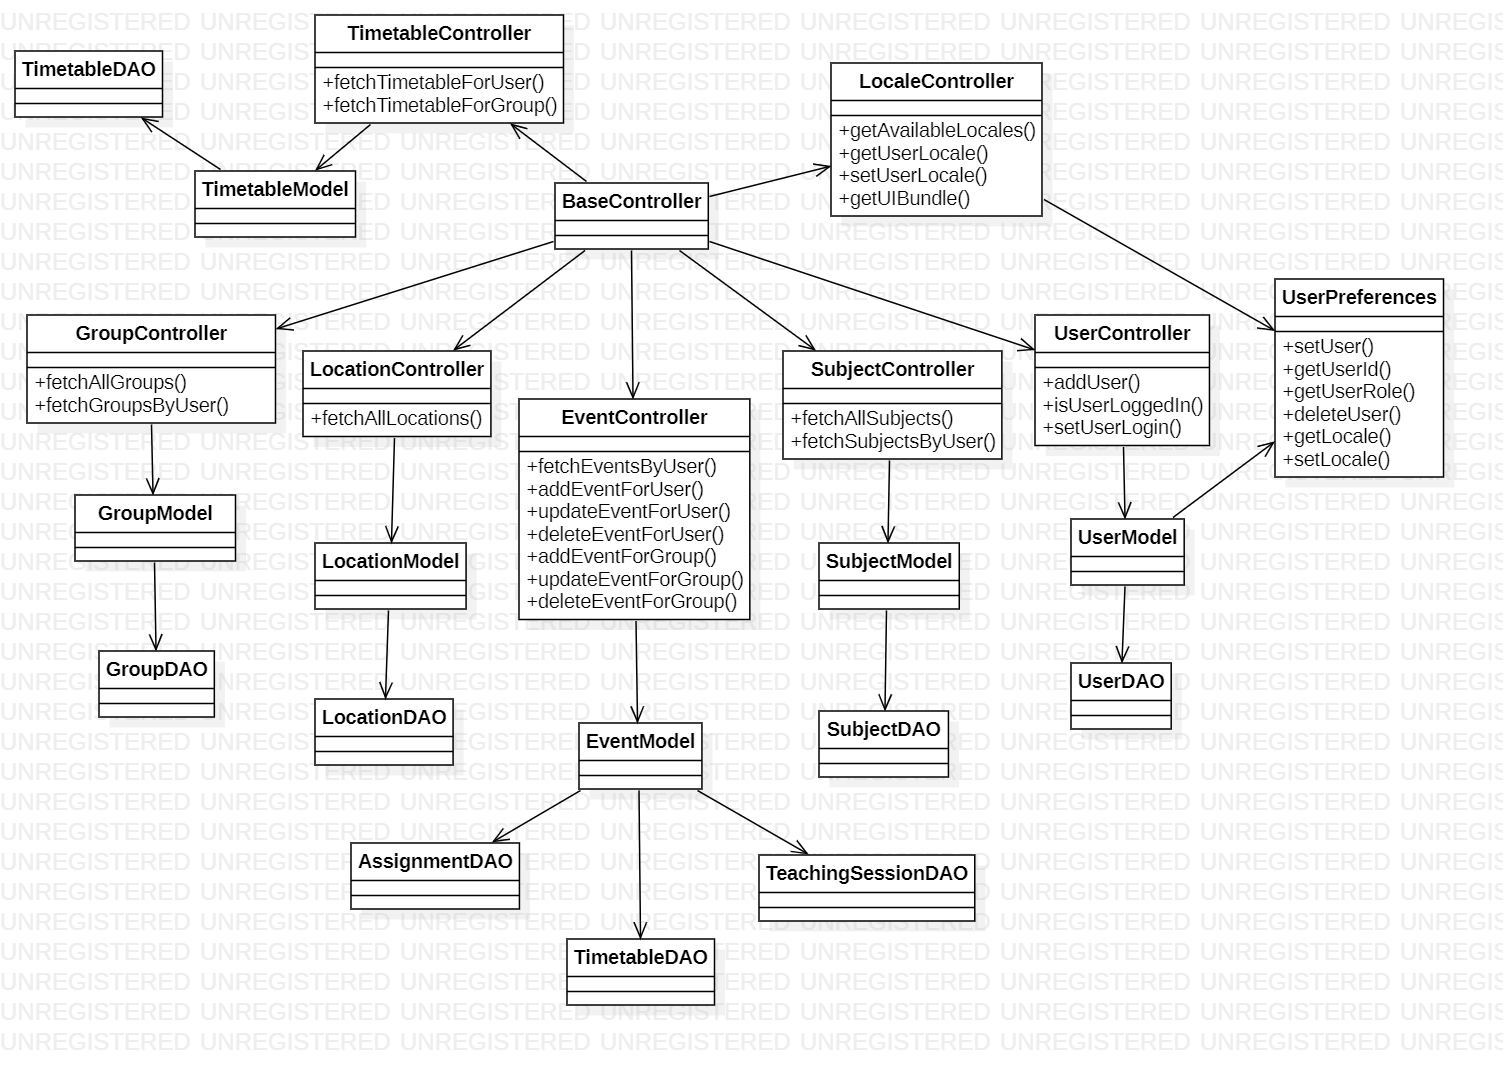 TimetableController
+fetchTimetableForUser()
+fetchTimetableForGroup()
TimetableDAO
TimetableModel
LocaleController
+getAvailableLocales()
+getUserLocale()
+setUserLocale()
+getUIBundle()
BaseController
UserPreferences
+setUser()
+getUserId()
+getUserRole()
+deleteUser()
+getLocale()
+setLocale()
GroupController
+fetchAllGroups()
+fetchGroupsByUser()
LocationController
+fetchAllLocations()
EventController
+fetchEventsByUser()
+addEventForUser()
+updateEventForUser()
+deleteEventForUser()
+addEventForGroup()
+updateEventForGroup()
+deleteEventForGroup()
SubjectController
+fetchAllSubjects()
+fetchSubjectsByUser()
UserController
+addUser()
+isUserLoggedIn()
+setUserLogin()
GroupModel
LocationModel
SubjectModel
UserModel
GroupDAO
LocationDAO
EventModel
SubjectDAO
UserDAO
AssignmentDAO
TeachingSessionDAO
TimetableDAO
UNREGISTERED